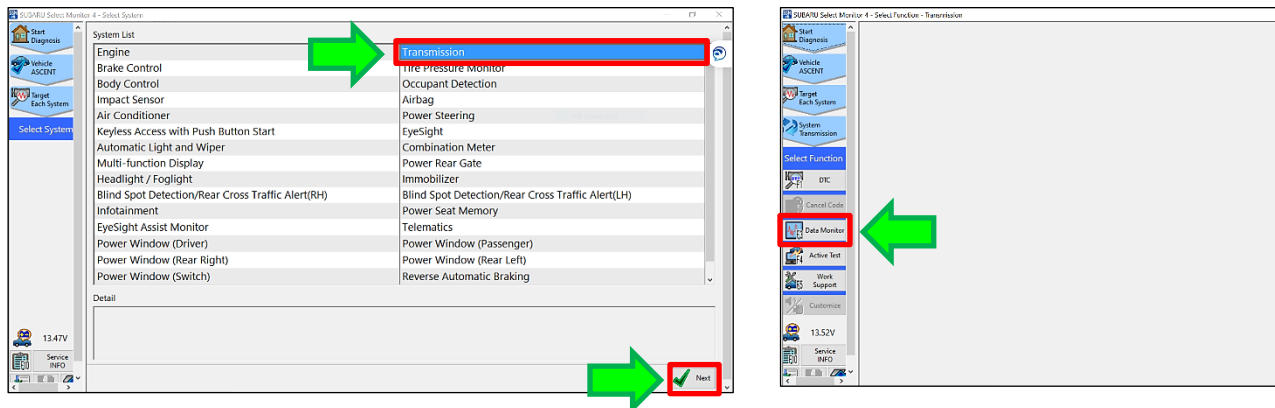 SUBARU Select Monitor 4 - Select System
Start
Diagnosis
Vehicle
ASCENT
Target
Each System
Select System
System List
Engine
Transmission
Brake Control
Tire Pressure Monitor
Body Control
Occupant Detection
Impact Sensor
Airbag
Air Conditioner
Power Steering
Keyless Access with Push Button Start
EyeSight
Automatic Light and Wiper
Combination Meter
Multi-function Display
Power Rear Gate
Headlight / Foglight
Immobilizer
Blind Spot Detection/Rear Cross Traffic Alert(RH)
Blind Spot Detection/Rear Cross Traffic Alert(LH)
Infotainment
Power Seat Memory
EyeSight Assist Monitor
Telematics
Power Window (Driver)
Power Window (Passenger)
Power Window (Rear Right)
Power Window (Rear Left)
Power Window (Switch)
Reverse Automatic Braking
Detail
13.47V
Service
INFO
Next
SUBARU Select Monitor 4 - Select Function - Transmission
Start
Diagnosis
Vehicle
ASCENT
Target
Each System
System
Transmission
Select Function
F1 DTC
Cancel Code
F3 Data Monitor
F4 Active Test
F5 Work
Support
Customize
13.52V
Service
INFO